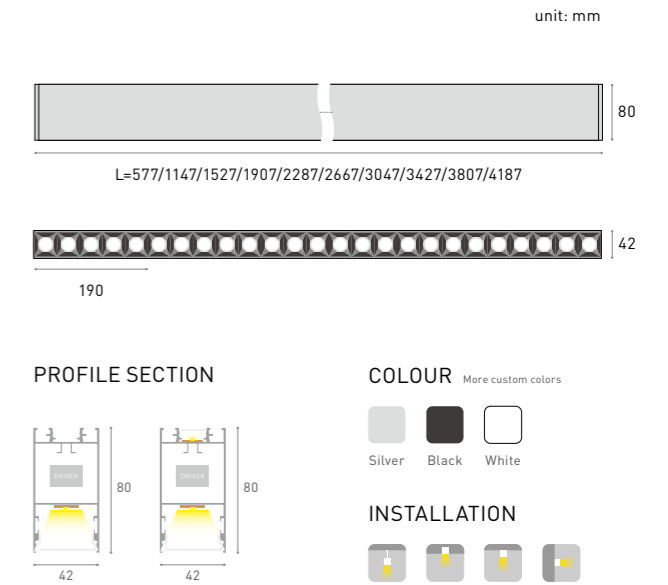 unit: mm
80
L=577/1147/1527/1907/2287/2667/3047/3427/3807/4187
42
190
PROFILE SECTION
COLOUR More custom colors
Silver Black White
DRIVER DRIVER
80 80
42 42
INSTALLATION